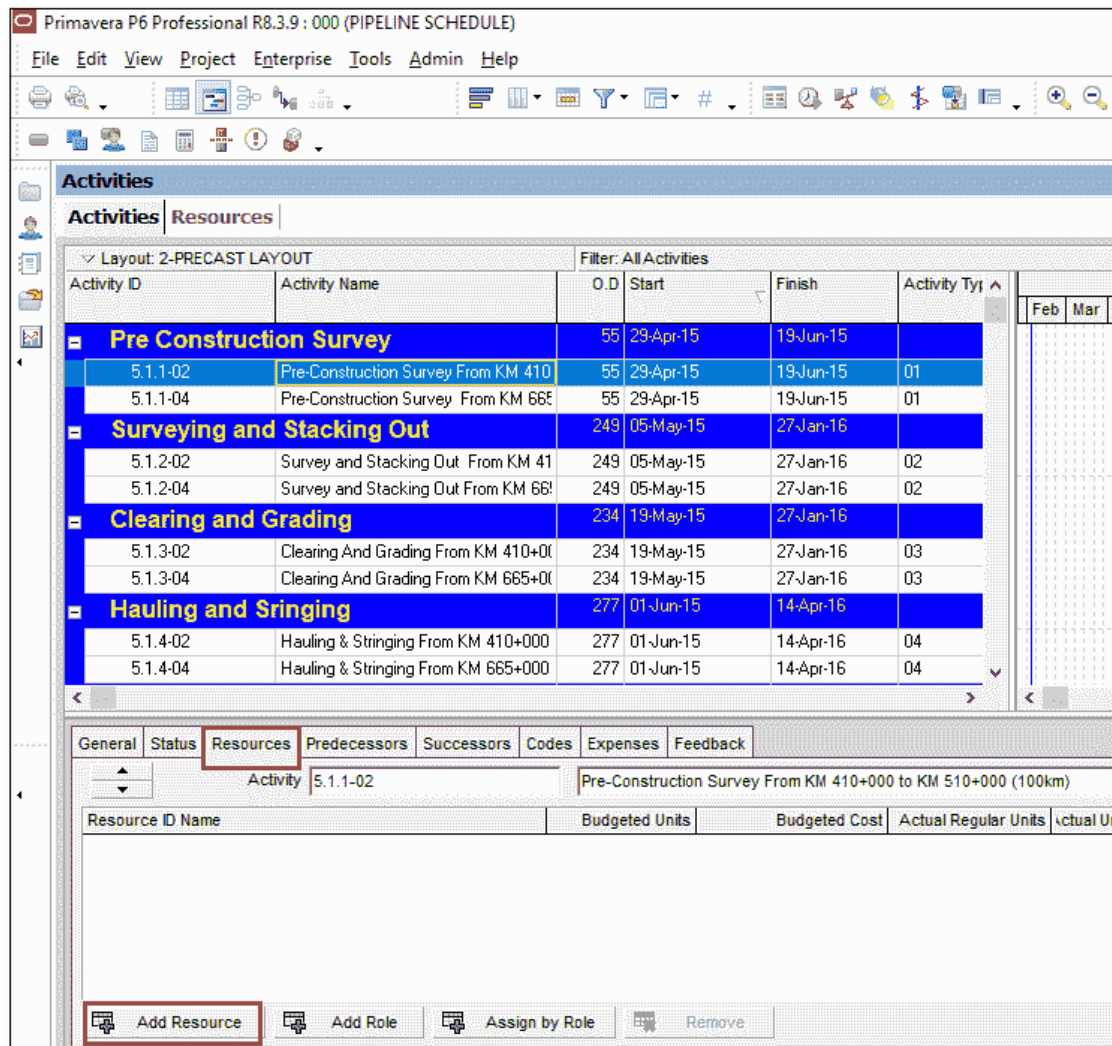 Primavera P6 Professional R8.3.9 : 000 (PIPELINE SCHEDULE)
File Edit View Project Enterprise Tools Admin Help
Activities
Activities Resources
Layout: 2-PRECAST LAYOUT Filter: All Activities
Activity ID Activity Name O.D Start Finish Activity Typ
Feb Mar
Pre Construction Survey 55 29-Apr-15 19-Jun-15
5.1.1-02 Pre-Construction Survey From KM 410 55 29-Apr-15 19-Jun-15 01
5.1.1-04 Pre-Construction Survey From KM 665 55 29-Apr-15 19-Jun-15 01
Surveying and Stacking Out 249 05-May-15 27-Jan-16
5.1.2-02 Survey and Stacking Out From KM 41 249 05-May-15 27-Jan-16 02
5.1.2-04 Survey and Stacking Out From KM 66 249 05-May-15 27-Jan-16 02
Clearing and Grading 234 19-May-15 27-Jan-16
5.1.3-02 Clearing And Grading From KM 410+0 234 19-May-15 27-Jan-16 03
5.1.3-04 Clearing And Grading From KM 665+0 234 19-May-15 27-Jan-16 03
Hauling and Sringing 277 01-Jun-15 14-Apr-16
5.1.4-02 Hauling & Stringing From KM 410+000 277 01-Jun-15 14-Apr-16 04
5.1.4-04 Hauling & Stringing From KM 665+000 277 01-Jun-15 14-Apr-16 04
General Status Resources Predecessors Successors Codes Expenses Feedback
Activity 5.1.1-02 Pre-Construction Survey From KM 410+000 to KM 510+000 (100km)
Resource ID Name Budgeted Units Budgeted Cost Actual Regular Units
Add Resource Add Role Assign by Role Remove